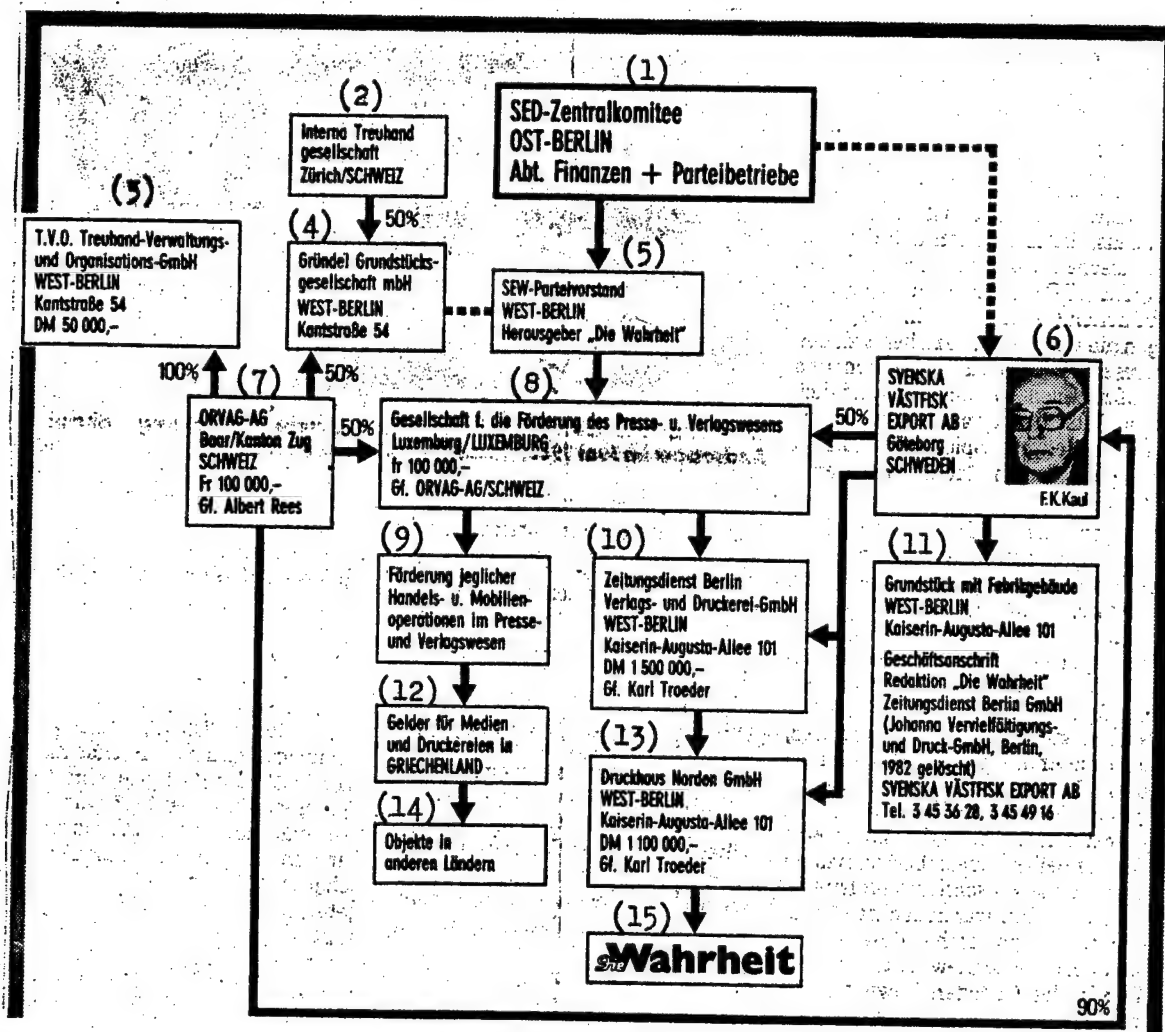 (1)
SED-Zentralkomitee
OST-BERLIN
Abt. Finanzen + Parteibetriebe
(2)
Interna Treuhand
gesellschaft
Zürich/SCHWEIZ
50%
(3)
T.V.O. Treuhand-Verwaltungs-
und Organisations-GmbH
WEST-BERLIN
Kantstraße 54
DM 50 000,–
(4)
Gründel Grundstücks-
gesellschaft mbH
WEST-BERLIN
Kantstraße 54
(5)
SEW-Parteivorstand
WEST-BERLIN
Herausgeber „Die Wahrheit"
(6)
SVENSKA
VÄSTFISK
EXPORT AB
Göteborg
SCHWEDEN
F.K.Kaul
100%
(7)
50%
ORVAG-AG
Baar/Kanton Zug
SCHWEIZ
Fr 100 000,–
Gf. Albert Rees
50%
(8)
Gesellschaft f. die Förderung des Presse- u. Verlagswesens
Luxemburg/LUXEMBURG
fr 100 000,–
Gf. ORVAG-AG/SCHWEIZ
50%
(9)
Förderung jeglicher
Handels- u. Mobilien-
operationen im Presse-
und Verlagswesen
(10)
Zeitungsdienst Berlin
Verlags- und Druckerei-GmbH
WEST-BERLIN
Kaiserin-Augusta-Allee 101
DM 1 500 000,–
Gf. Karl Troeder
(11)
Grundstück mit Fabrikgebäude
WEST-BERLIN
Kaiserin-Augusta-Allee 101
Geschäftsanschrift
Redaktion „Die Wahrheit"
Zeitungsdienst Berlin GmbH
(Johanna Vervielfältigungs-
und Druck-GmbH, Berlin,
1982 gelöscht)
SVENSKA VÄSTFISK EXPORT AB
Tel. 3 45 36 28, 3 45 49 16
(12)
Gelder für Medien
und Druckereien in
GRIECHENLAND
(13)
Druckhaus Norden GmbH
WEST-BERLIN
Kaiserin-Augusta-Allee 101
DM 1 100 000,–
Gf. Karl Troeder
(14)
Objekte in
anderen Ländern
(15)
Die Wahrheit
90%